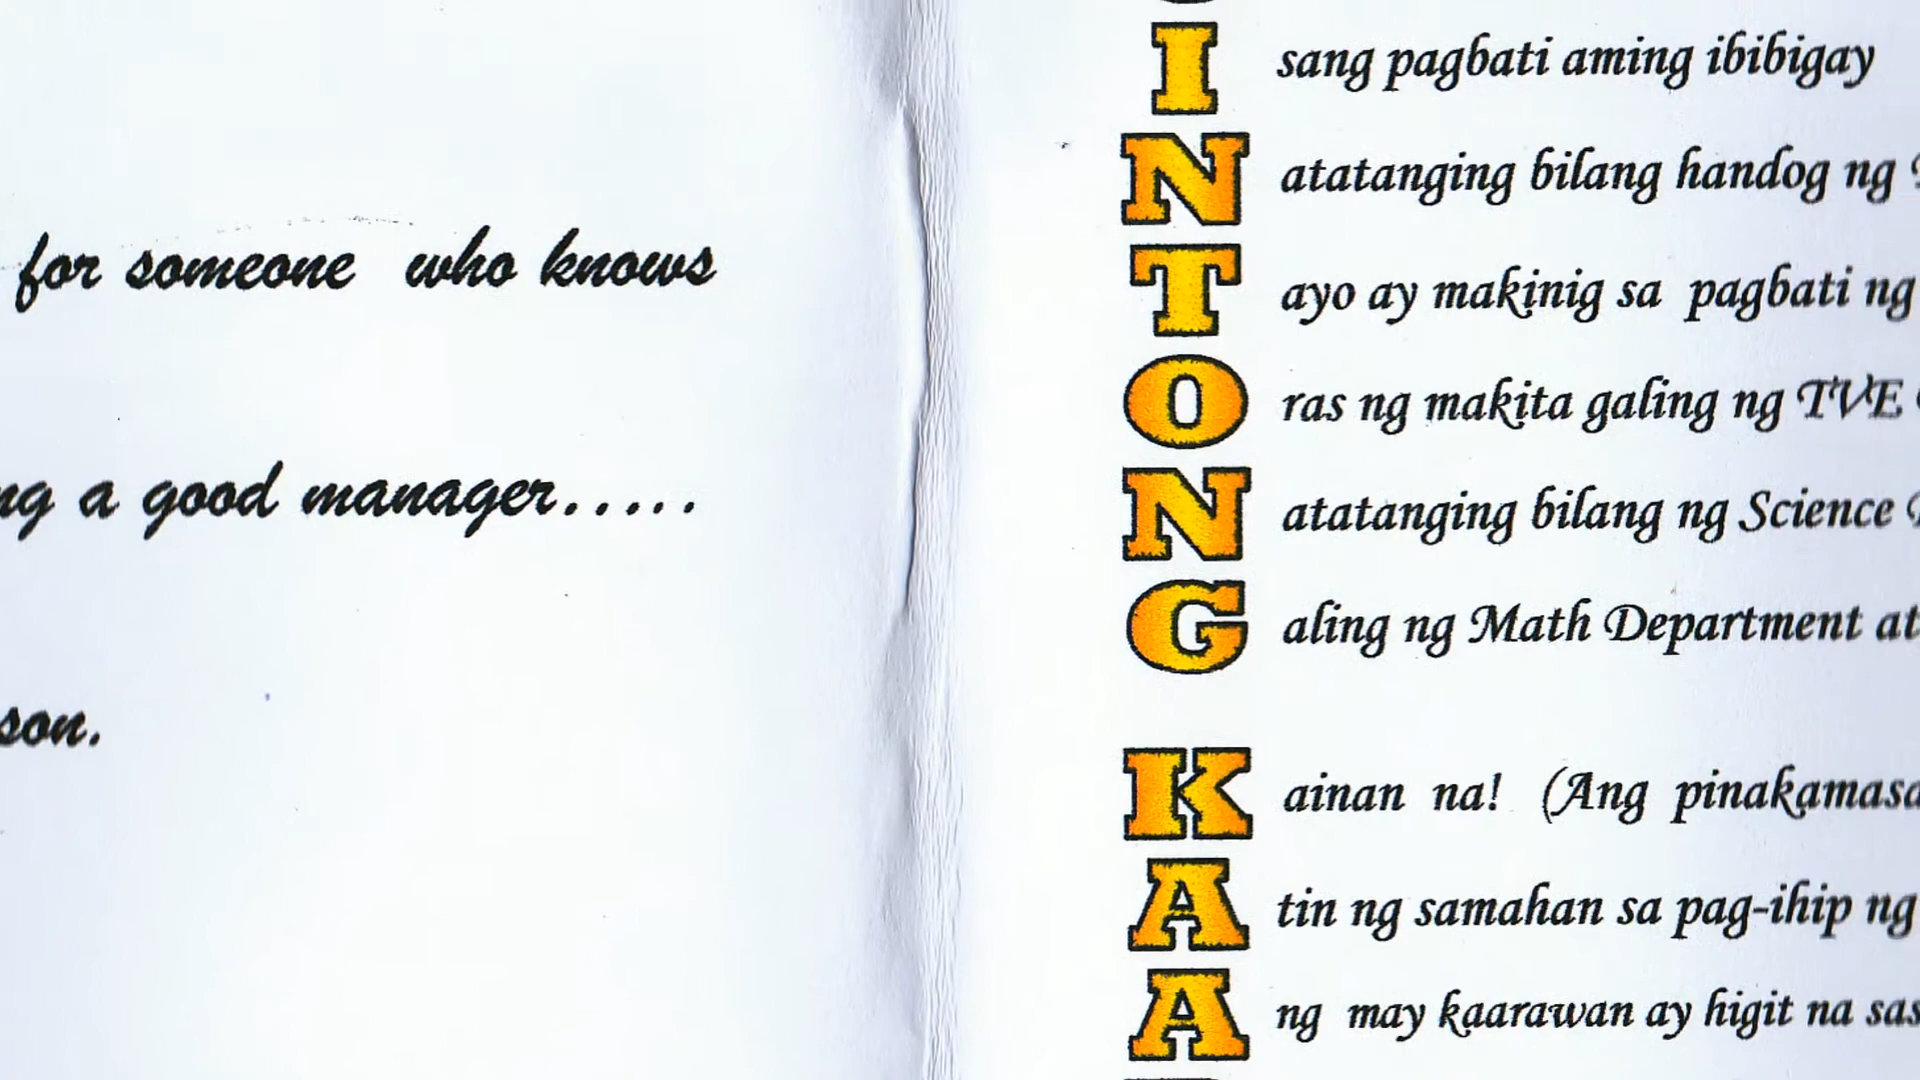 for someone who knows
a good manager.....
I sang pagbati aming ibibigay
N atatanging bilang handog ng
T ayo ay makinig sa pagbati ng
O ras ng makita galing ng TVE
N atatanging bilang ng Science
G aling ng Math Department at
K ainan na! (Ang
A tin ng samahan sa pag-ihip ng
A ng may kaarawan ay higit na